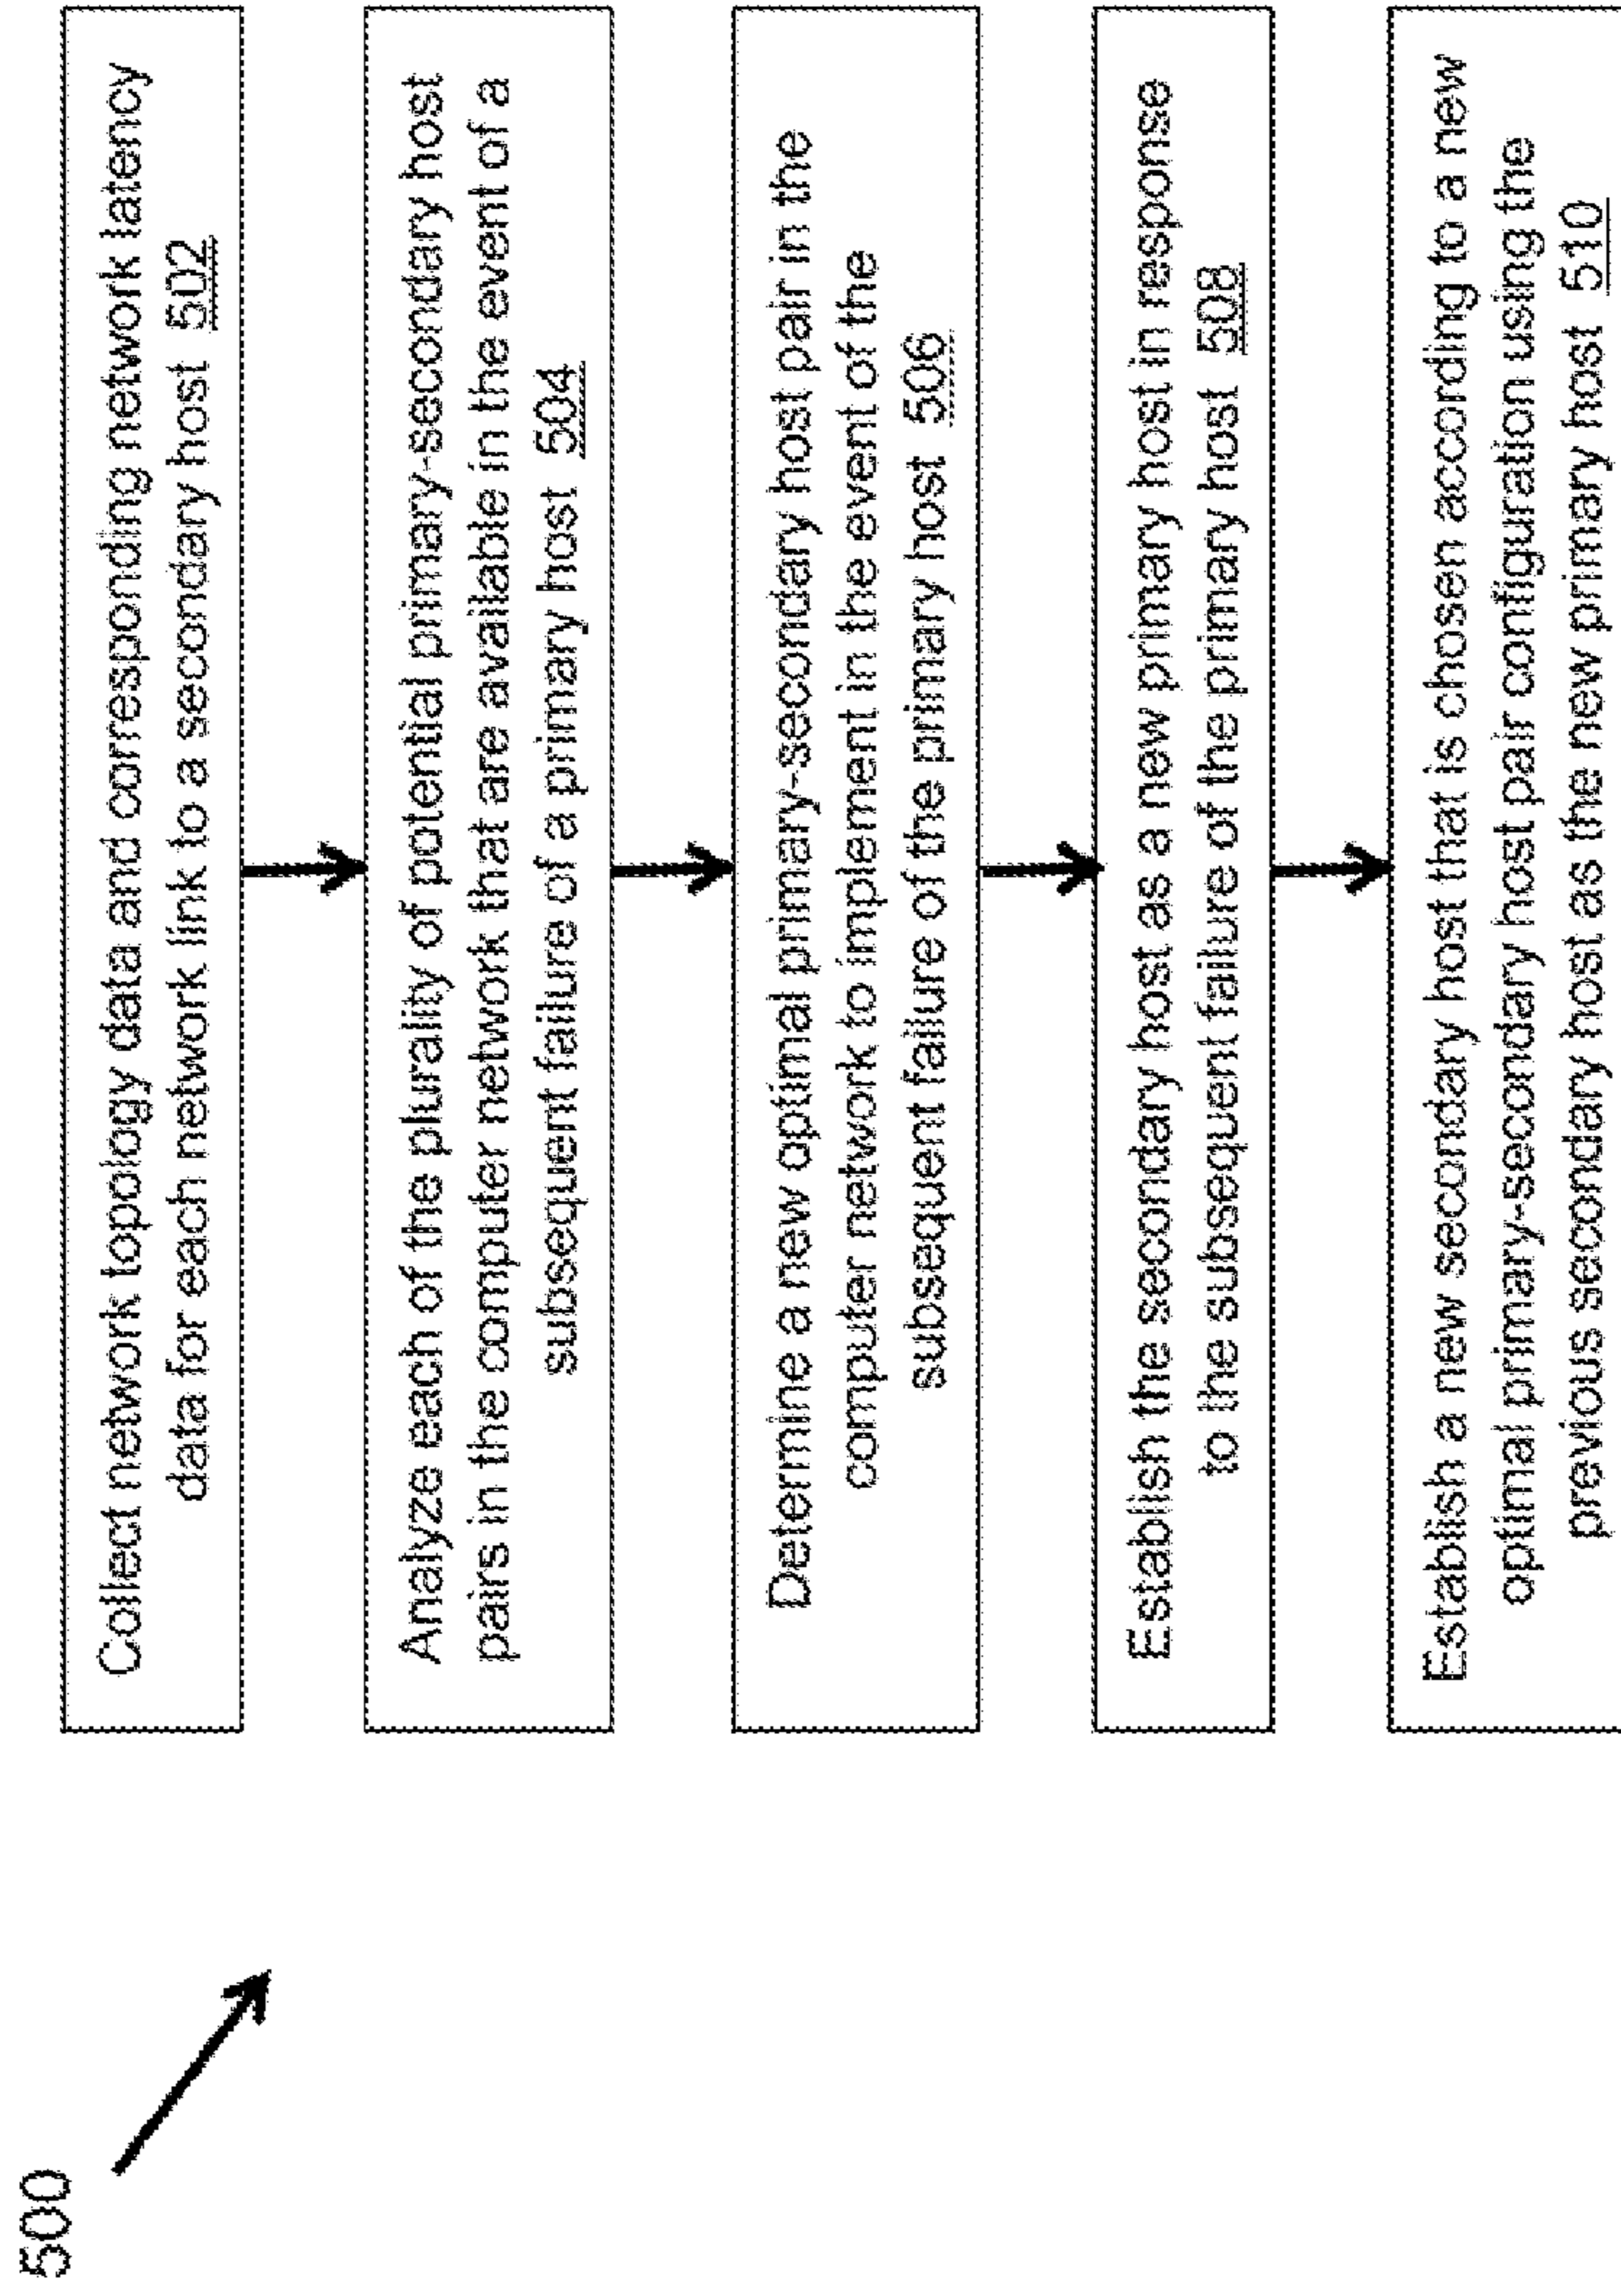 500
Collect network topology data and corresponding network latency
data for each network link to a secondary host 502
Analyze each of the plurality of potential primary-secondary host
pairs in the computer network that are available in the event of a
subsequent failure of a primary host 504
Determine a new optimal primary-secondary host pair in the
computer network to implement in the event of the
subsequent failure of the primary host 506
Establish the secondary host as a new primary host in response
to the subsequent failure of the primary host 508
Establish a new secondary host that is chosen according to a new
optimal primary-secondary host pair configuration using the
previous secondary host as the new primary host 510